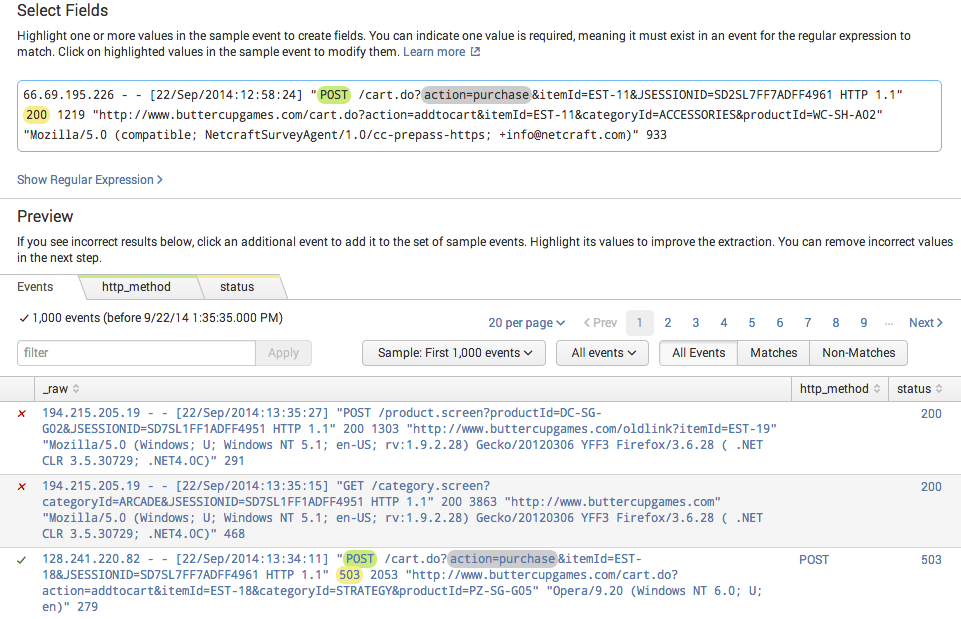 Select Fields
Highlight one or more values in the sample event to create fields. You can indicate one value is required, meaning it must exist in an event for the regular expression to
match. Click on highlighted values in the sample event to modify them. Learn more
66.69.195.226 - - [22/Sep/2014:12:58:24] "POST /cart.do?action=purchase&itemId=EST-11&JSESSIONID=SD2SL7FF7ADFF4961 HTTP 1.1"
200 1219 "http://www.buttercupgames.com/cart.do?action=addtocart&itemId=EST-11&categoryId=ACCESSORIES&productId=WC-SH-A02"
"Mozilla/5.0 (compatible; NetcraftSurveyAgent/1.0/cc-prepass-https; +info@netcraft.com)" 933
Show Regular Expression >
Preview
If you see incorrect results below, click an additional event to add it to the set of sample events. Highlight its values to improve the extraction. You can remove incorrect values
in the next step.
Events http_method status
✓ 1,000 events (before 9/22/14 1:35:35.000 PM)
20 per page < Prev 1 2 3 4 5 6 7 8 9 ... Next >
filter Apply Sample: First 1,000 events All events All Events Matches Non-Matches
_raw http_method status
x 194.215.205.19 - - [22/Sep/2014:13:35:27] "POST /product.screen?productId=DC-SG- 200
G02&JSESSIONID=SD7SL1FF1ADFF4951 HTTP 1.1" 200 1303 "http://www.buttercupgames.com/oldlink?itemId=EST-19"
"Mozilla/5.0 (Windows; U; Windows NT 5.1; en-US; rv:1.9.2.28) Gecko/20120306 YFF3 Firefox/3.6.28 ( .NET
CLR 3.5.30729; .NET4.0C)" 291
x 194.215.205.19 - - [22/Sep/2014:13:35:15] "GET /category.screen? 200
categoryId=ARCADE&JSESSIONID=SD7SL1FF1ADFF4951 HTTP 1.1" 200 3863 "http://www.buttercupgames.com"
"Mozilla/5.0 (Windows; U; Windows NT 5.1; en-US; rv:1.9.2.28) Gecko/20120306 YFF3 Firefox/3.6.28 ( .NET
CLR 3.5.30729; .NET4.0C)" 468
✓ 128.241.220.82 - - [22/Sep/2014:13:34:11] "POST /cart.do?action=purchase&itemId=EST- POST 503
18&JSESSIONID=SD7SL7FF7ADFF4961 HTTP 1.1" 503 2053 "http://www.buttercupgames.com/cart.do?
action=addtocart&itemId=EST-18&categoryId=STRATEGY&productId=PZ-SG-G05" "Opera/9.20 (Windows NT 6.0; U;
en)" 279